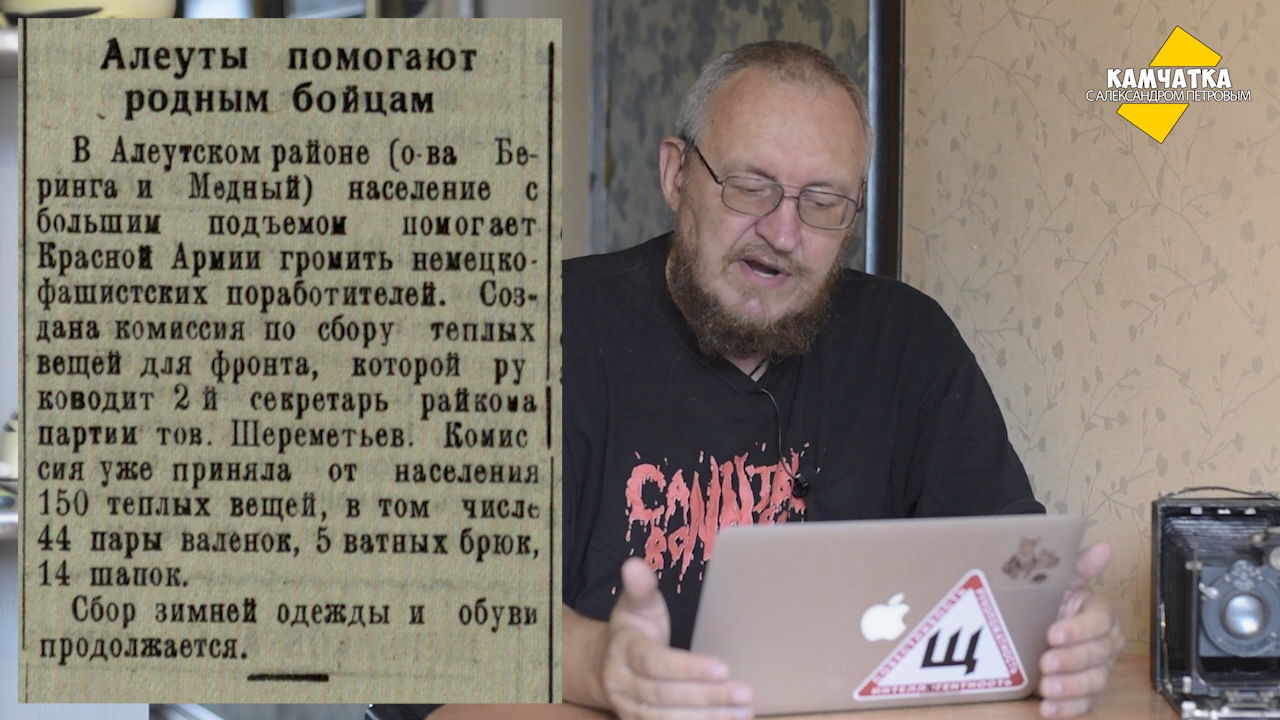 Алеуты помогают
родным бойцам
В Алеутском районе (о-ва Бе-
ринга и Медный) население с
большим подъемом помогает
Красной Армии громить немецко-
фашистских поработителей. Соз-
дана комиссия по сбору теплых
вещей для фронта, которой ру
ководит 2 й секретарь райкома
партии тов. Шереметьев. Комис
сия уже приняла от населения
150 теплых вещей, в том числе
44 пары валенок, 5 ватных брюк,
14 шапок.
Сбор зимней одежды и обуви
продолжается.
КАМЧАТКА
С АЛЕКСАНДРОМ ПЕТРОВЫМ
CANNIBAL
Щ